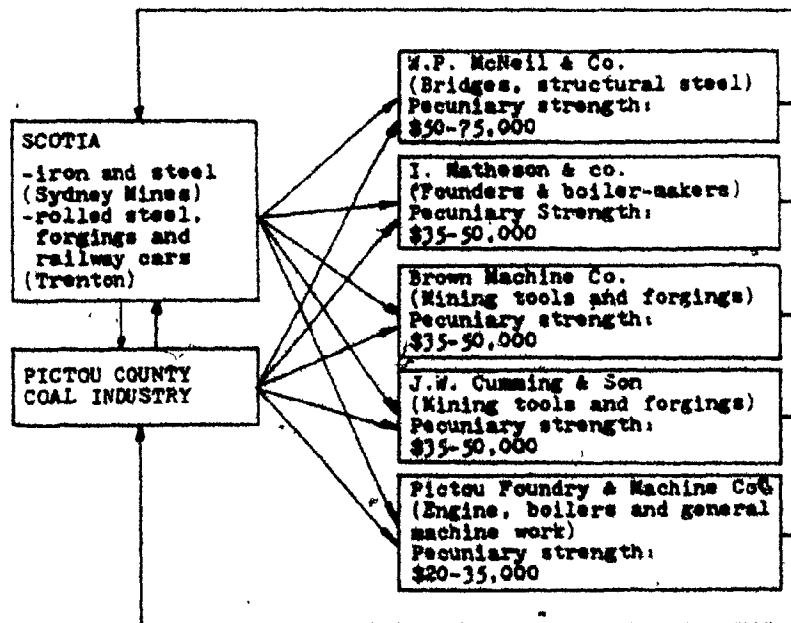 SCOTIA
-iron and steel
(Sydney Mines)
-rolled steel,
forgings and
railway cars
(Trenton)
PICTOU COUNTY
COAL INDUSTRY
W.P. McNeil & Co.
(Bridges, structural steel)
Pecuniary strength:
$50-75,000
I. Matheson & co.
(Founders & boiler-makers)
Pecuniary Strength:
$35-50,000
Brown Machine Co.
(Mining tools and forgings)
Pecuniary strength:
$35-50,000
J.W. Cumming & Son
(Mining tools and forgings)
Pecuniary strength:
$35-50,000
Pictou Foundry & Machine Co.
(Engine, boilers and general
machine work)
Pecuniary strength:
$20-35,000